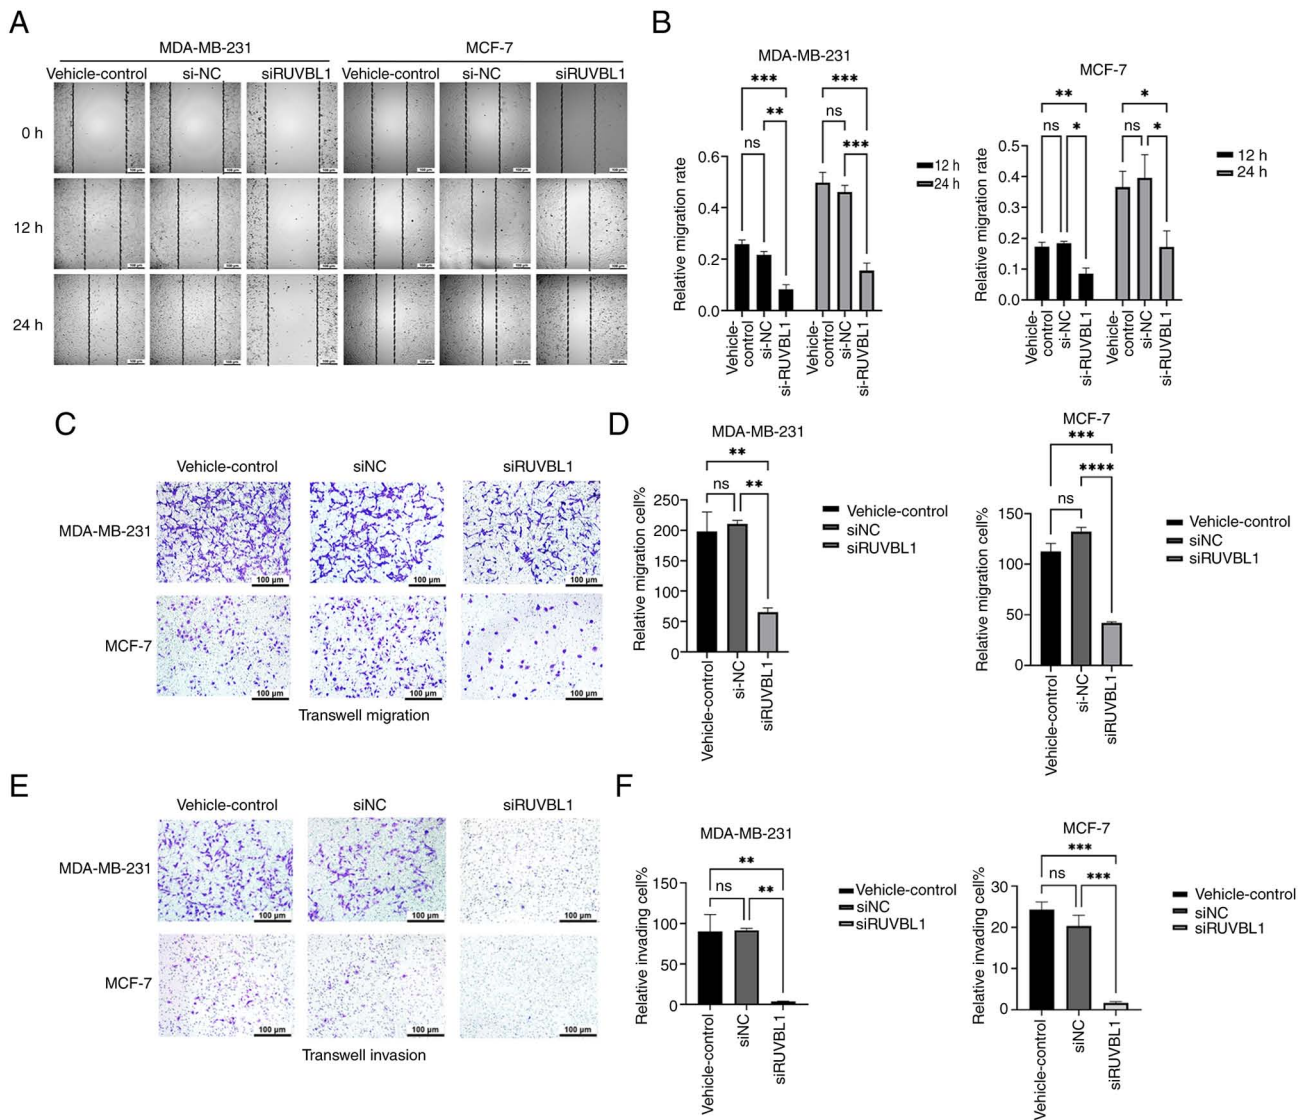 A
MDA-MB-231 MCF-7
Vehicle-control si-NC siRUVBL1 Vehicle-control si-NC siRUVBL1
0 h
12 h
24 h
B
MDA-MB-231
*** ***
** ns
ns ***
Relative migration rate
0.6
0.4
0.2
0.0
Vehicle-control
si-NC
si-RUVBL1
Vehicle-control
si-NC
si-RUVBL1
12 h
24 h
MCF-7
** *
ns * ns *
Relative migration rate
0.5
0.4
0.3
0.2
0.1
0.0
Vehicle-control
si-NC
si-RUVBL1
Vehicle-control
si-NC
si-RUVBL1
12 h
24 h
C
Vehicle-control siNC siRUVBL1
MDA-MB-231
100 µm 100 µm 100 µm
MCF-7
100 µm 100 µm 100 µm
Transwell migration
D
MDA-MB-231
**
ns **
Relative migration cell%
250
200
150
100
50
0
Vehicle-control
si-NC
siRUVBL1
Vehicle-control
siNC
siRUVBL1
MCF-7
***
****
ns
Relative migration cell%
150
100
50
0
Vehicle-control
si-NC
siRUVBL1
Vehicle-control
siNC
siRUVBL1
E
Vehicle-control siNC siRUVBL1
MDA-MB-231
100 µm 100 µm 100 µm
MCF-7
100 µm 100 µm 100 µm
Transwell invasion
F
MDA-MB-231
**
ns **
Relative invading cell%
150
100
50
0
Vehicle-control
siNC
siRUVBL1
Vehicle-control
siNC
siRUVBL1
MCF-7
***
ns ***
Relative invading cell%
30
20
10
0
Vehicle-control
siNC
siRUVBL1
Vehicle-control
siNC
siRUVBL1